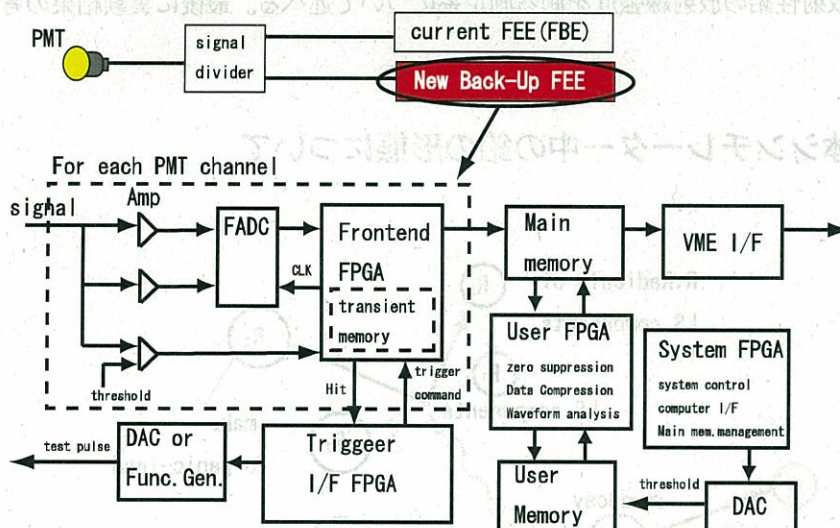 PMT
signal
divider
current FEE(FBE)
New Back-Up FEE
For each PMT channel
signal
Amp
FADC
CLK
Frontend
FPGA
transient
memory
threshold
Hit
trigger
command
Main
memory
VME I/F
User FPGA
zero suppression
Data Compression
Waveform analysis
System FPGA
system control
computer I/F
Main mem.management
test pulse
DAC or
Func.Gen.
Triggeer
I/F FPGA
User
Memory
threshold
DAC